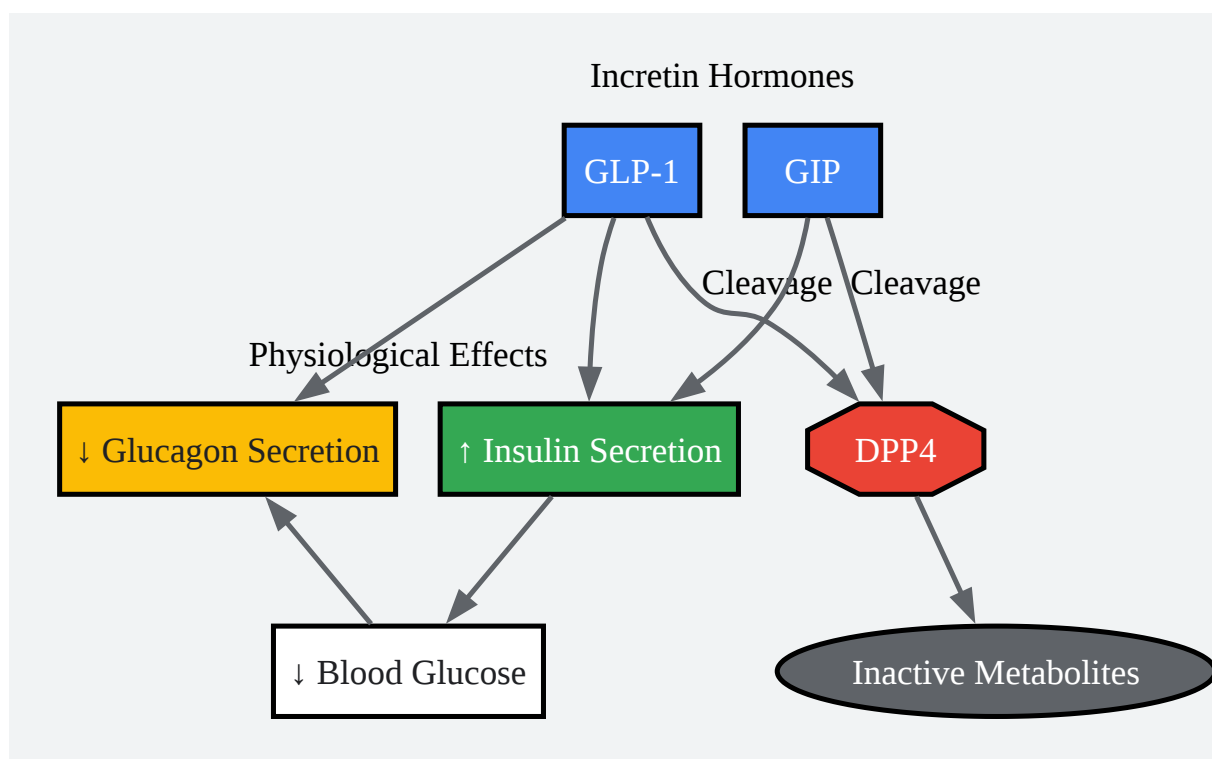 Incretin Hormones
GLP-1
GIP
Cleavage
Cleavage
Physiological Effects
↓ Glucagon Secretion
↑ Insulin Secretion
DPP4
↓ Blood Glucose
Inactive Metabolites